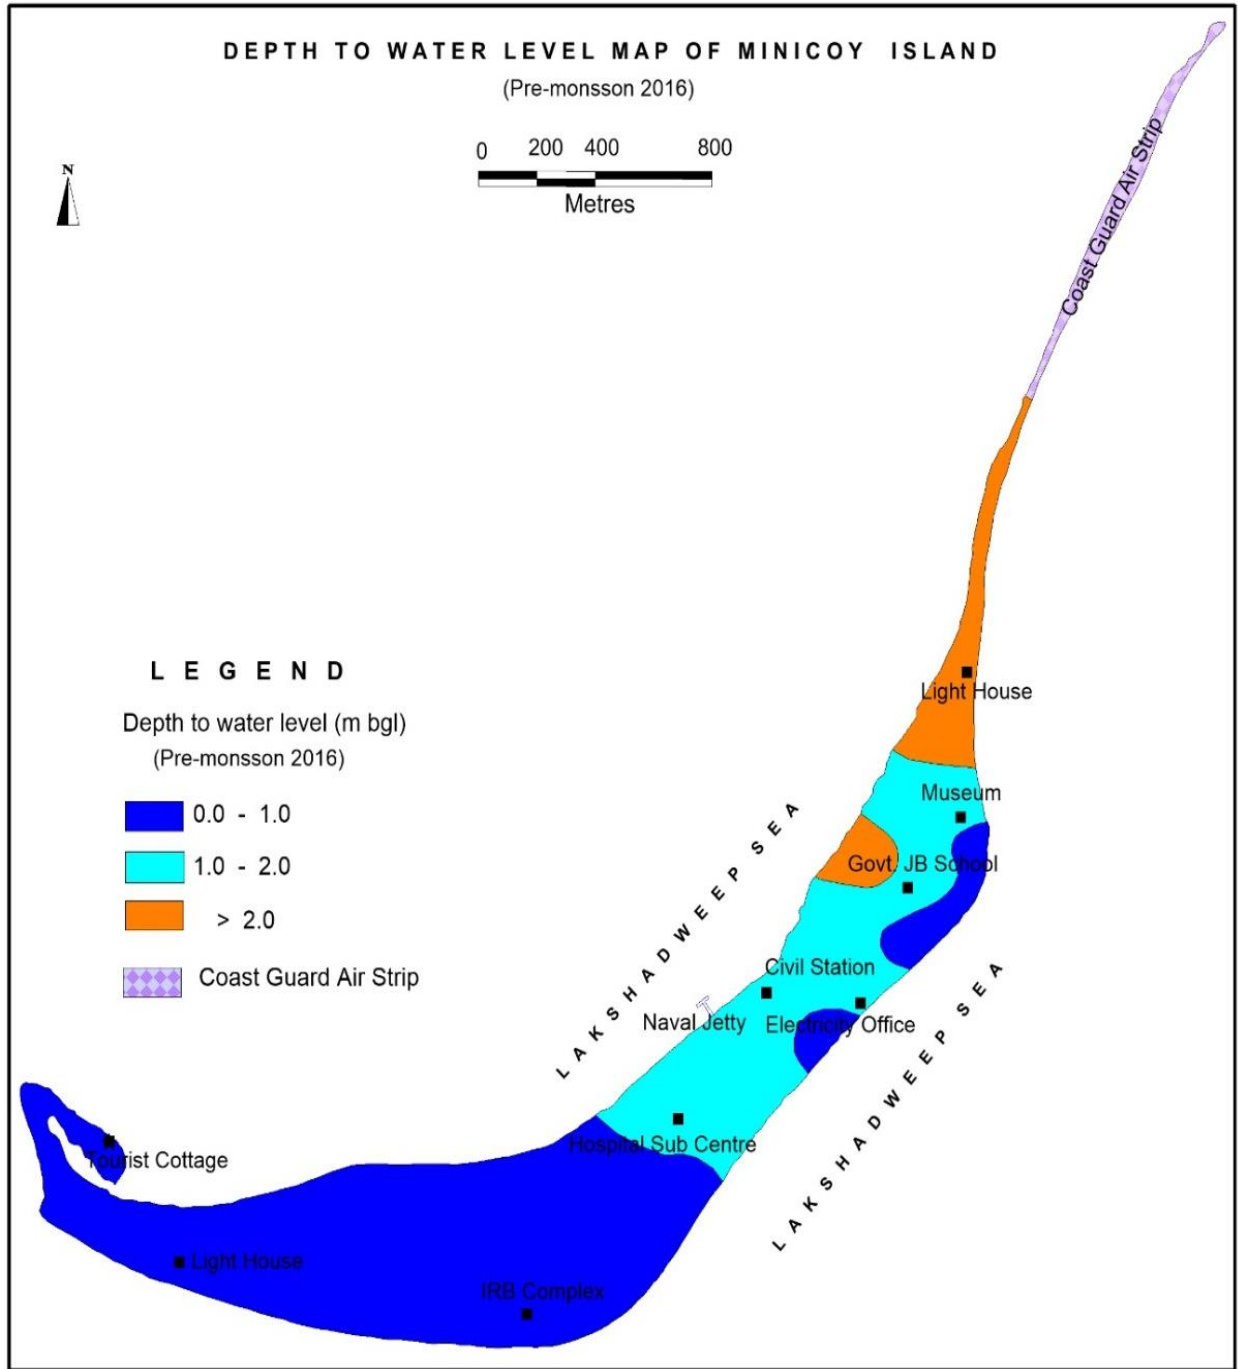 DEPTH TO WATER LEVEL MAP OF MINICOY ISLAND
(Pre-monsson 2016)
0 200 400 800
Metres
N
Coast Guard Air Strip
LEGEND
Depth to water level (m bgl)
(Pre-monsson 2016)
0.0 - 1.0
1.0 - 2.0
> 2.0
Coast Guard Air Strip
Light House
Museum
Govt. JB School
LAKSHADWEEP SEA
Civil Station
Naval Jetty
Electricity Office
LAKSHADWEEP SEA
Hospital Sub Centre
Tourist Cottage
Light House
IRB Complex